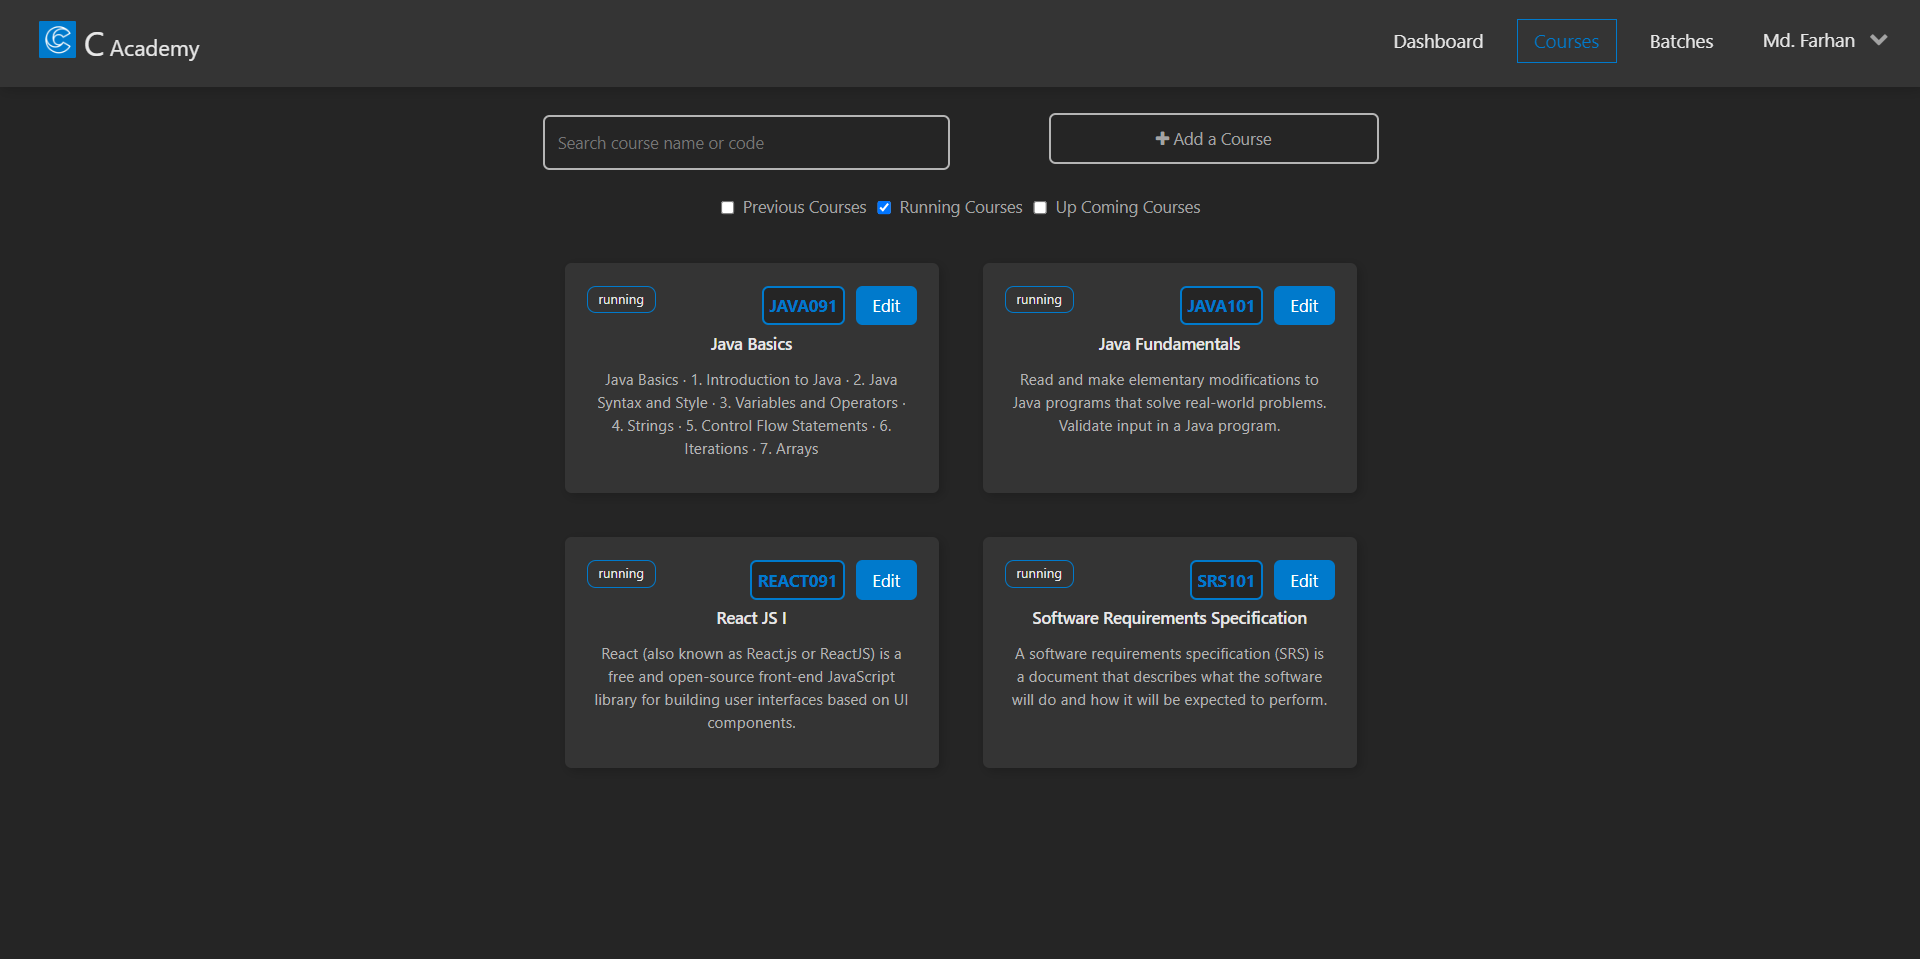 C Academy
Dashboard
Courses
Batches
Md. Farhan
Search course name or code
Add a Course
Previous Courses
Running Courses
Up Coming Courses
running
JAVA091
Edit
Java Basics
Java Basics · 1. Introduction to Java · 2. Java
Syntax and Style · 3. Variables and Operators ·
4. Strings · 5. Control Flow Statements · 6.
Iterations · 7. Arrays
running
JAVA101
Edit
Java Fundamentals
Read and make elementary modifications to
Java programs that solve real-world problems.
Validate input in a Java program.
running
REACT091
Edit
React JS I
React (also known as React.js or ReactJS) is a
free and open-source front-end JavaScript
library for building user interfaces based on UI
components.
running
SRS101
Edit
Software Requirements Specification
A software requirements specification (SRS) is
a document that describes what the software
will do and how it will be expected to perform.